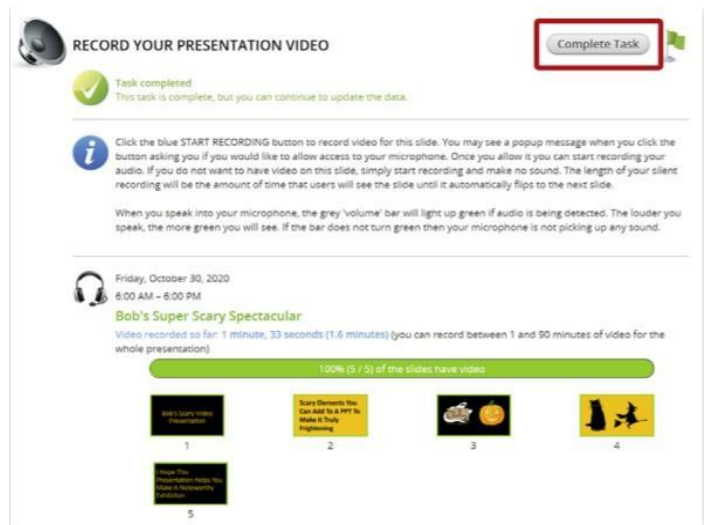 RECORD YOUR PRESENTATION VIDEO
Complete Task
Task completed
This task is complete, but you can continue to update the data.
Click the blue START RECORDING button to record video for this slide. You may see a popup message when you click the
button asking you if you would like to allow access to your microphone. Once you allow it you can start recording your
audio. If you do not want to have video on this slide, simply start recording and make no sound. The length of your silent
recording will be the amount of time that users will see the slide until it automatically flips to the next slide.
When you speak into your microphone, the grey 'volume' bar will light up green if audio is being detected. The louder you
speak, the more green you will see. If the bar does not turn green then your microphone is not picking up any sound.
Friday, October 30, 2020
6:00 AM – 6:00 PM
Bob's Super Scary Spectacular
Video recorded so far: 1 minute, 33 seconds (1.6 minutes) (you can record between 1 and 90 minutes of video for the
whole presentation)
100% (5 / 5) of the slides have video
Bob's Scary Video
Presentation
Scary Elements You
Can Add To A PPT To
Make It Truly
Frightening
1
2
3
4
I Hope This
Presentation Helps You
Make A Noteworthy
Exhibition
5